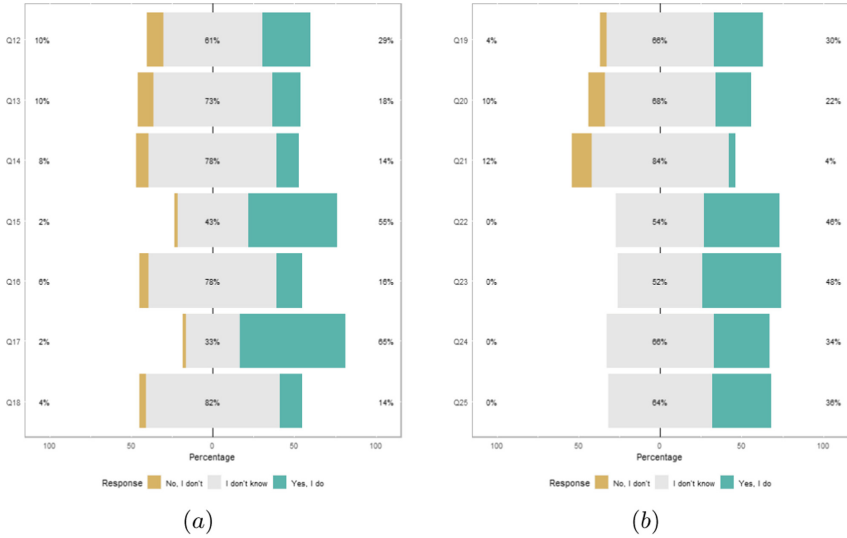 Q12 10% 61% 29%
Q13 10% 73% 18%
Q14 8% 78% 14%
Q15 2% 43% 55%
Q16 6% 78% 16%
Q17 2% 33% 65%
Q18 4% 82% 14%
100 50 0 50 100
Percentage
Response No, I don't I don't know Yes, I do
(a)
Q19 4% 66% 30%
Q20 10% 68% 22%
Q21 12% 84% 4%
Q22 0% 54% 46%
Q23 0% 52% 48%
Q24 0% 66% 34%
Q25 0% 64% 36%
100 50 0 50 100
Percentage
Response No, I don't I don't know Yes, I do
(b)